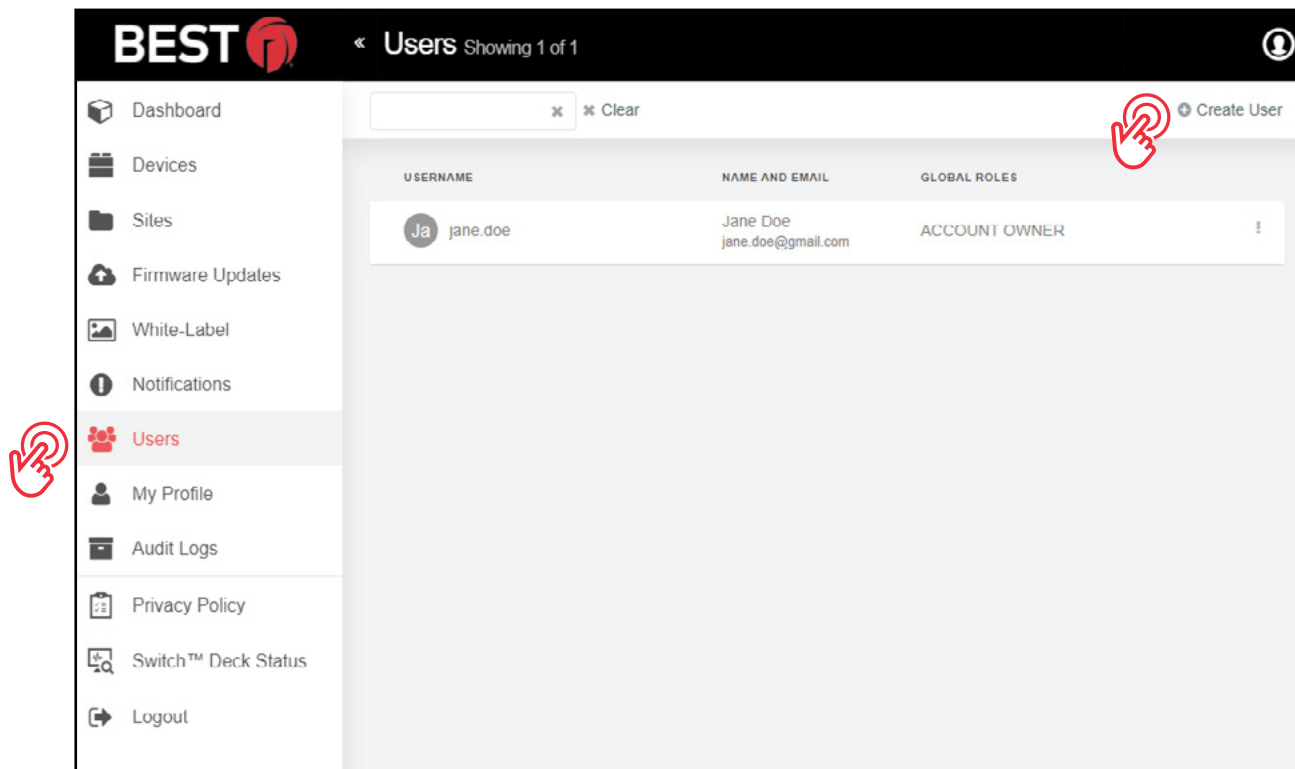 BEST
« Users Showing 1 of 1
Dashboard
Devices
Sites
Firmware Updates
White-Label
Notifications
Users
My Profile
Audit Logs
Privacy Policy
Switch™ Deck Status
Logout
Clear
Create User
USERNAME NAME AND EMAIL GLOBAL ROLES
Ja jane.doe Jane Doe ACCOUNT OWNER
jane.doe@gmail.com